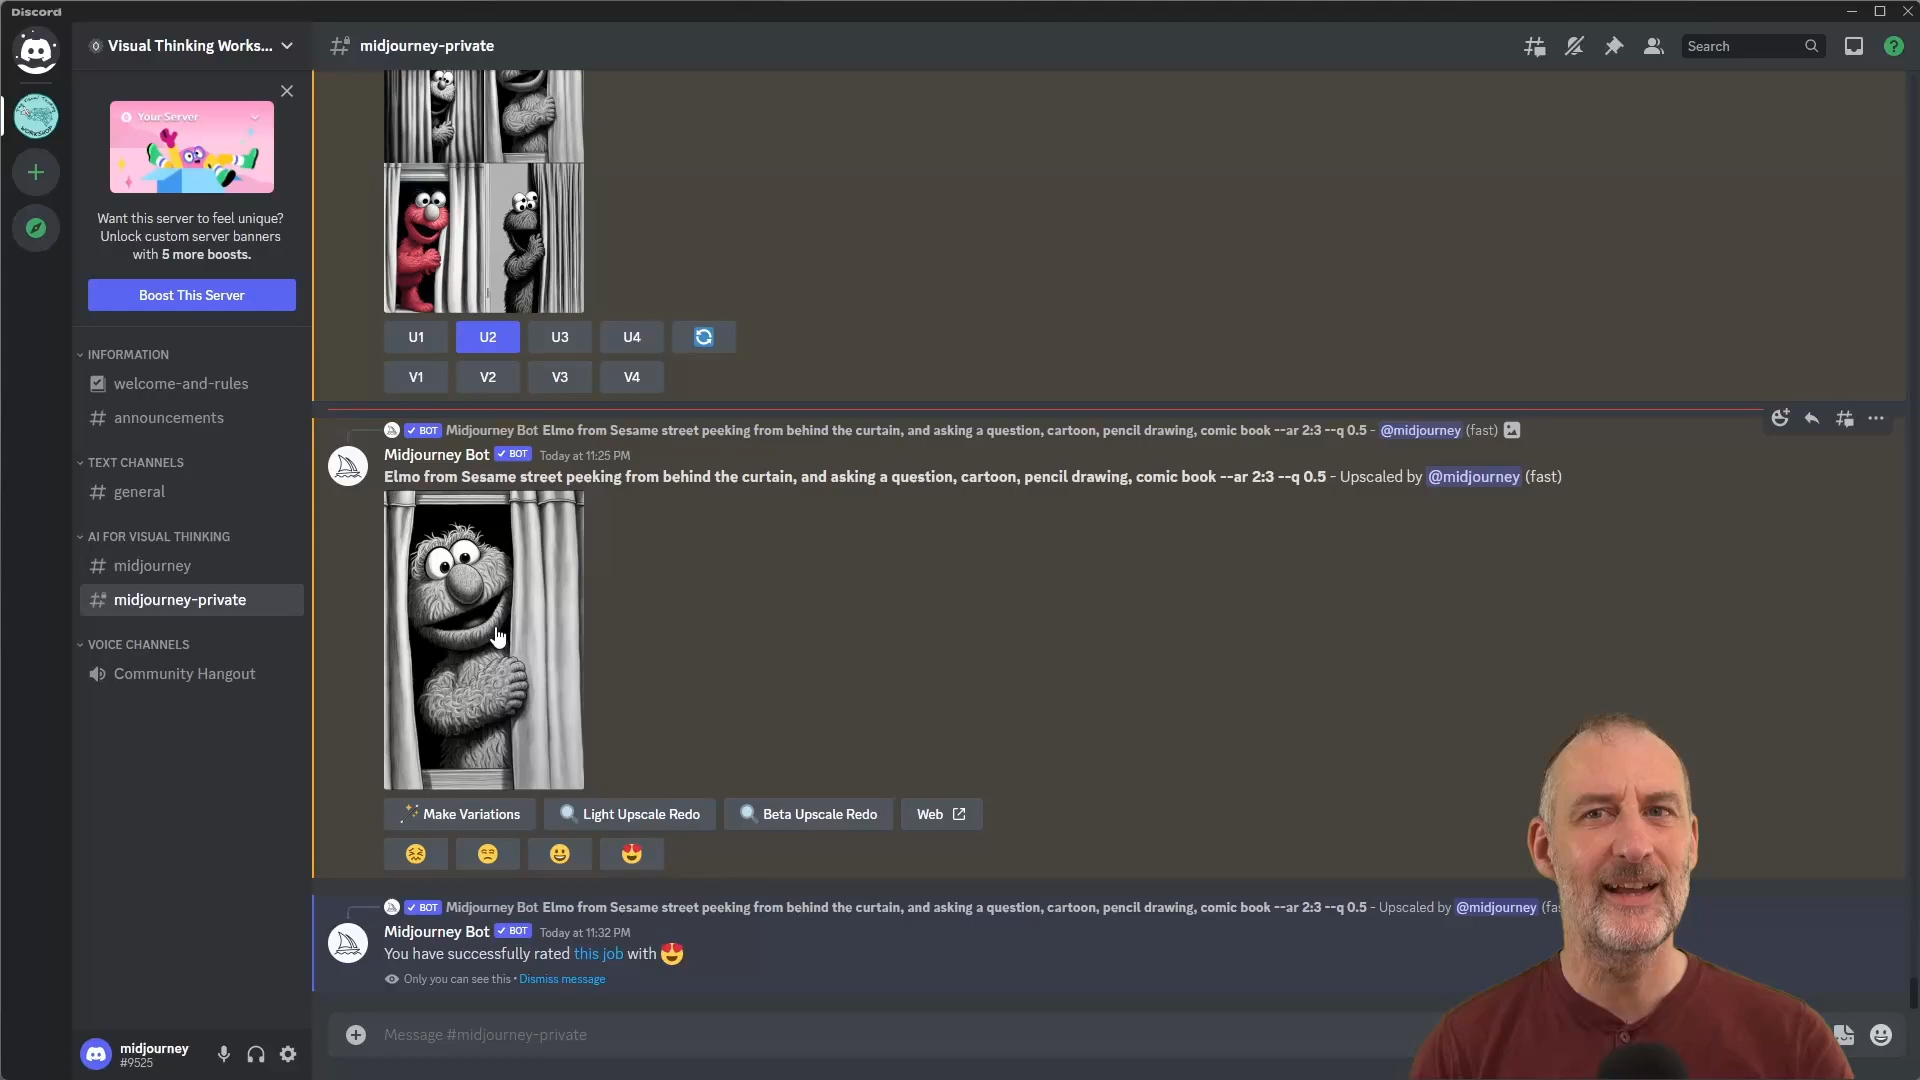 Discord
Visual Thinking Works...
midjourney-private
Search
Your Server
Want this server to feel unique?
Unlock custom server banners
with 5 more boosts.
Boost This Server
INFORMATION
welcome-and-rules
announcements
TEXT CHANNELS
general
AI FOR VISUAL THINKING
midjourney
midjourney-private
VOICE CHANNELS
Community Hangout
midjourney
#9525
U1 U2 U3 U4
V1 V2 V3 V4
BOT Midjourney Bot Elmo from Sesame street peeking from behind the curtain, and asking a question, cartoon, pencil drawing, comic book --ar 2:3 --q 0.5 - @midjourney (fast)
Midjourney Bot BOT Today at 11:25 PM
Elmo from Sesame street peeking from behind the curtain, and asking a question, cartoon, pencil drawing, comic book --ar 2:3 --q 0.5 - Upscaled by @midjourney (fast)
Make Variations Light Upscale Redo Beta Upscale Redo Web
BOT Midjourney Bot Elmo from Sesame street peeking from behind the curtain, and asking a question, cartoon, pencil drawing, comic book --ar 2:3 --q 0.5 - Upscaled by @midjourney
Midjourney Bot BOT Today at 11:32 PM
You have successfully rated this job with
Only you can see this • Dismiss message
Message #midjourney-private